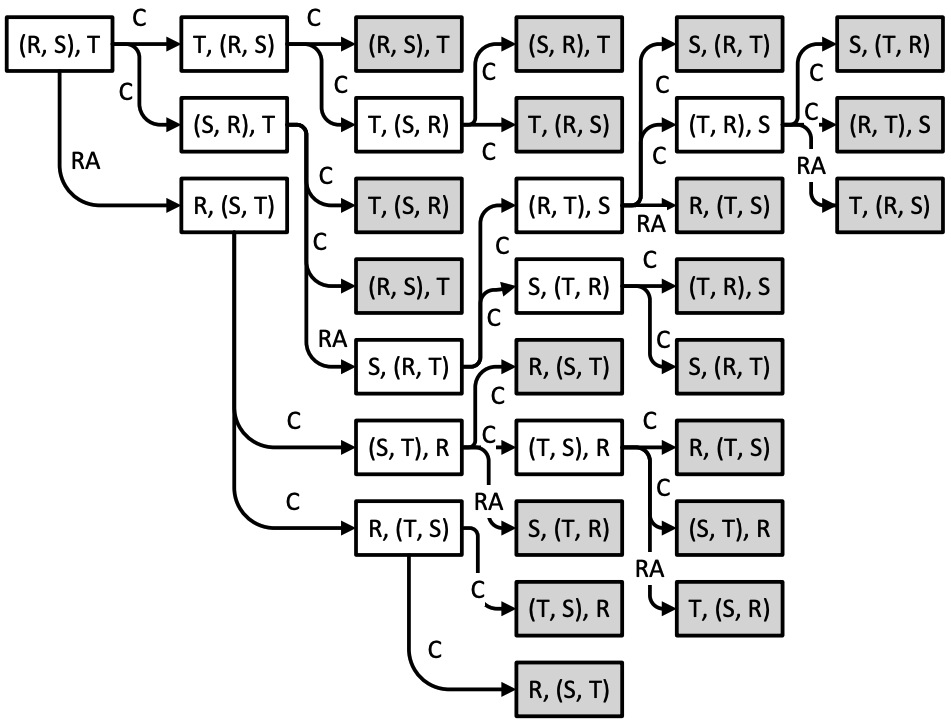 (R, S), T
C
T, (R, S)
C
(R, S), T
(S, R), T
S, (R, T)
S, (T, R)
C
C
C
C
C
(S, R), T
T, (S, R)
C
T, (R, S)
C
(T, R), S
C
(R, T), S
RA
R, (S, T)
C
T, (S, R)
(R, T), S
RA
R, (T, S)
RA
T, (R, S)
C
(R, S), T
C
S, (T, R)
C
(T, R), S
C
RA
S, (R, T)
R, (S, T)
C
S, (R, T)
C
C
(S, T), R
C
(T, S), R
C
R, (T, S)
C
C
R, (T, S)
RA
S, (T, R)
(S, T), R
RA
C
(T, S), R
T, (S, R)
C
R, (S, T)